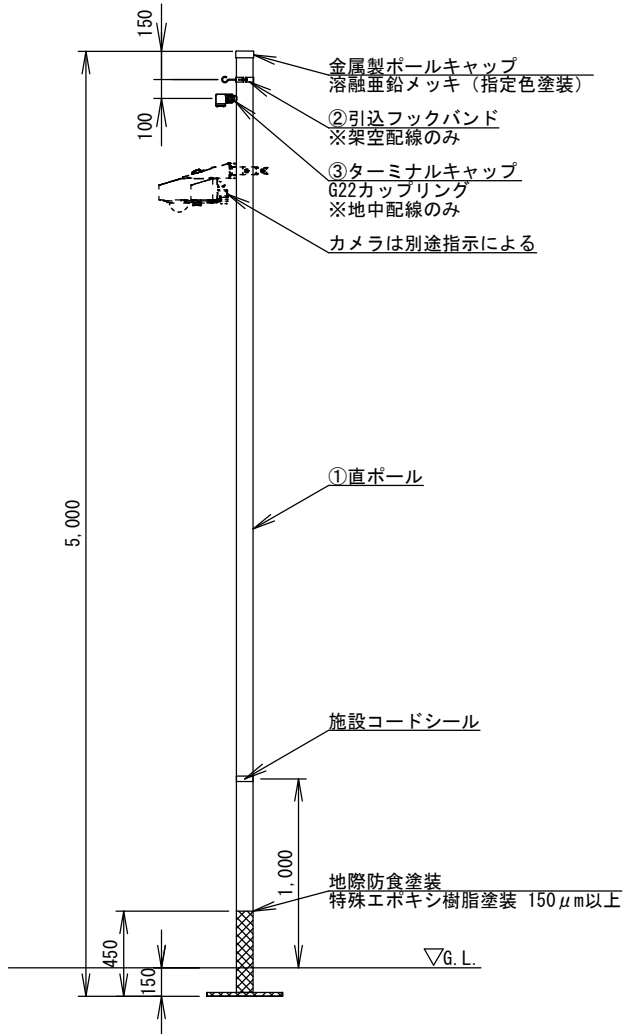 150
金属製ポールキャップ
溶融亜鉛メッキ（指定色塗装）
②引込フックバンド
※架空配線のみ
100
③ターミナルキャップ
G22カップリング
※地中配線のみ
カメラは別途指示による
①直ポール
5,000
施設コードシール
1,000
地際防食塗装
特殊エポキシ樹脂塗装 150μm以上
450
▽G.L.
150